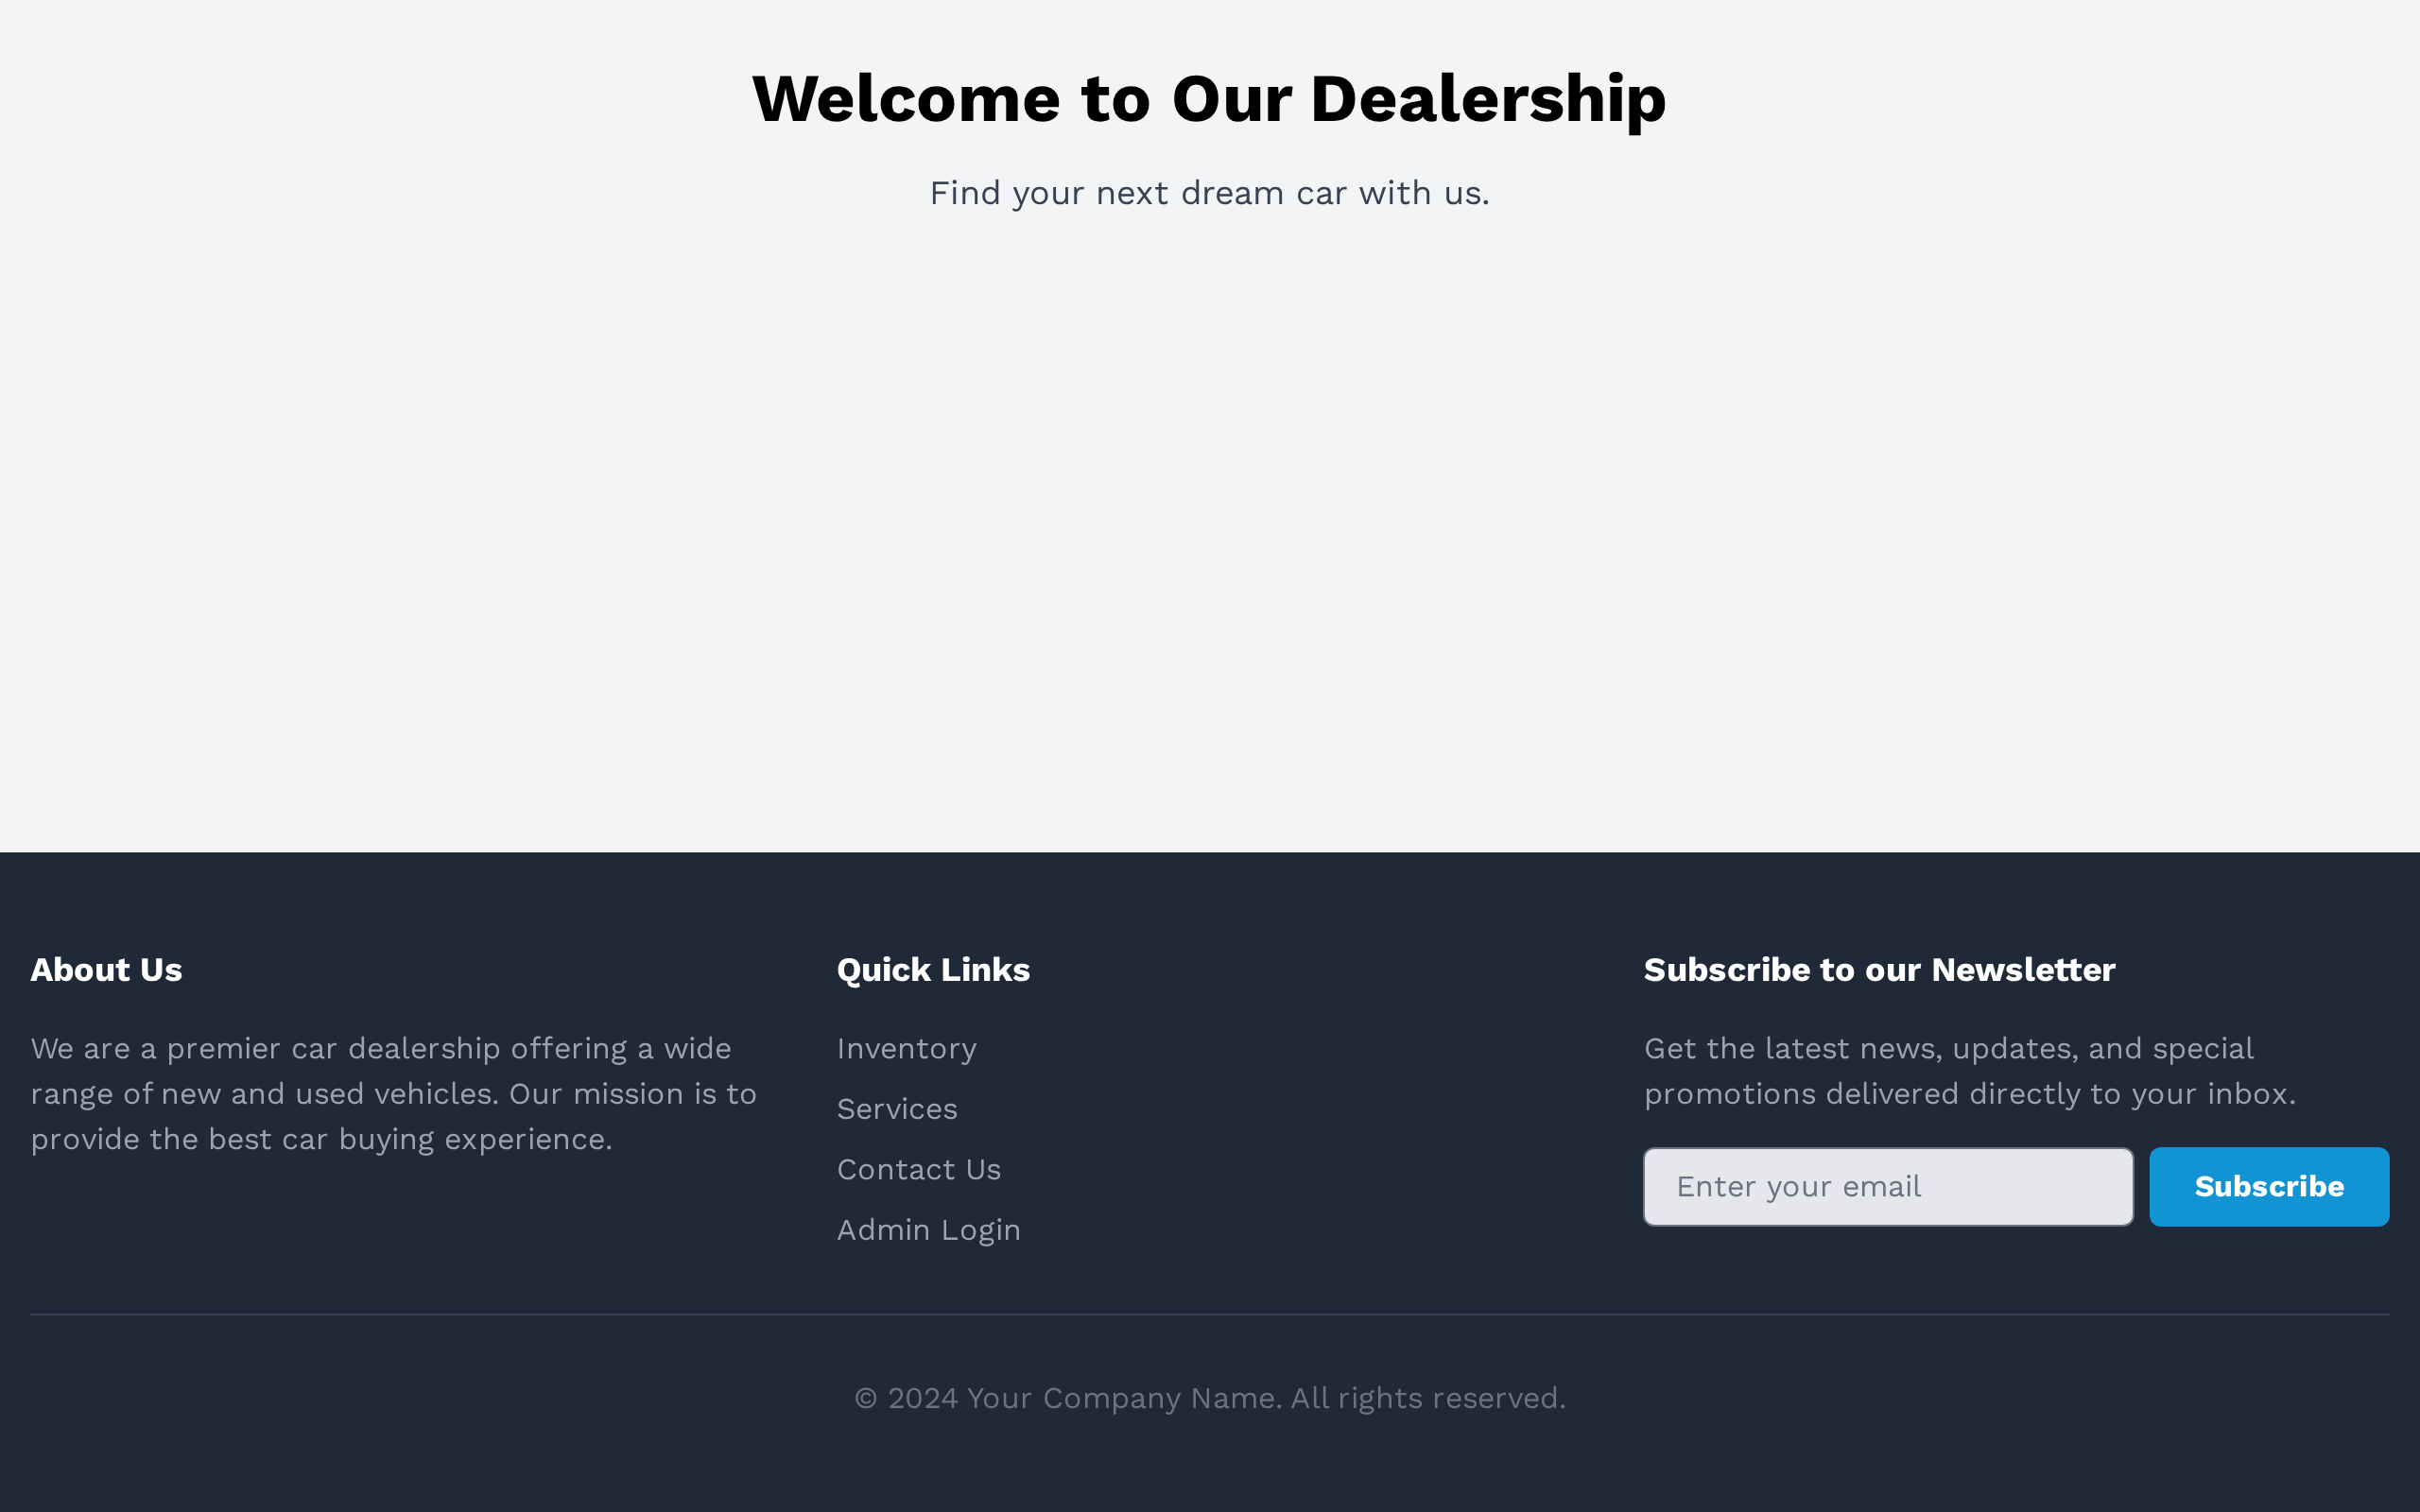 Welcome to Our Dealership
Find your next dream car with us.
About Us
We are a premier car dealership offering a wide
range of new and used vehicles. Our mission is to
provide the best car buying experience.
Quick Links
Inventory
Services
Contact Us
Admin Login
Subscribe to our Newsletter
Get the latest news, updates, and special
promotions delivered directly to your inbox.
Enter your email
Subscribe
© 2024 Your Company Name. All rights reserved.